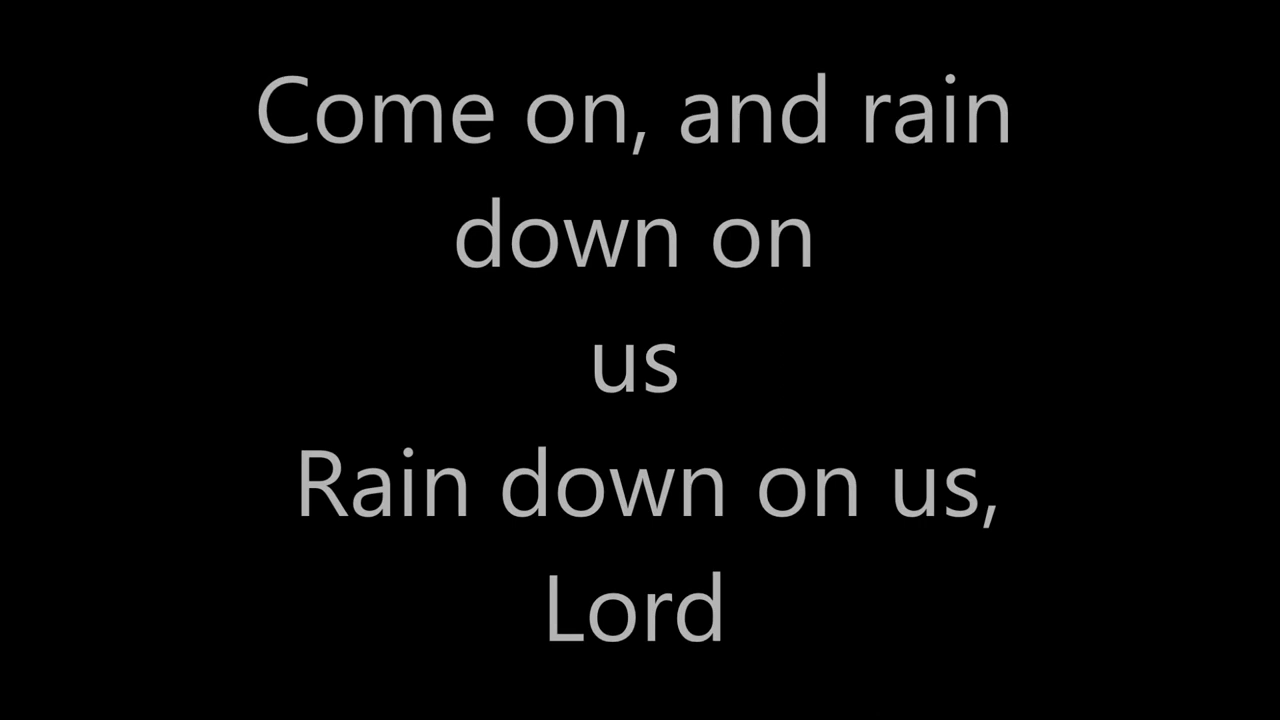 Come on, and rain
down on
us
Rain down on us,
Lord